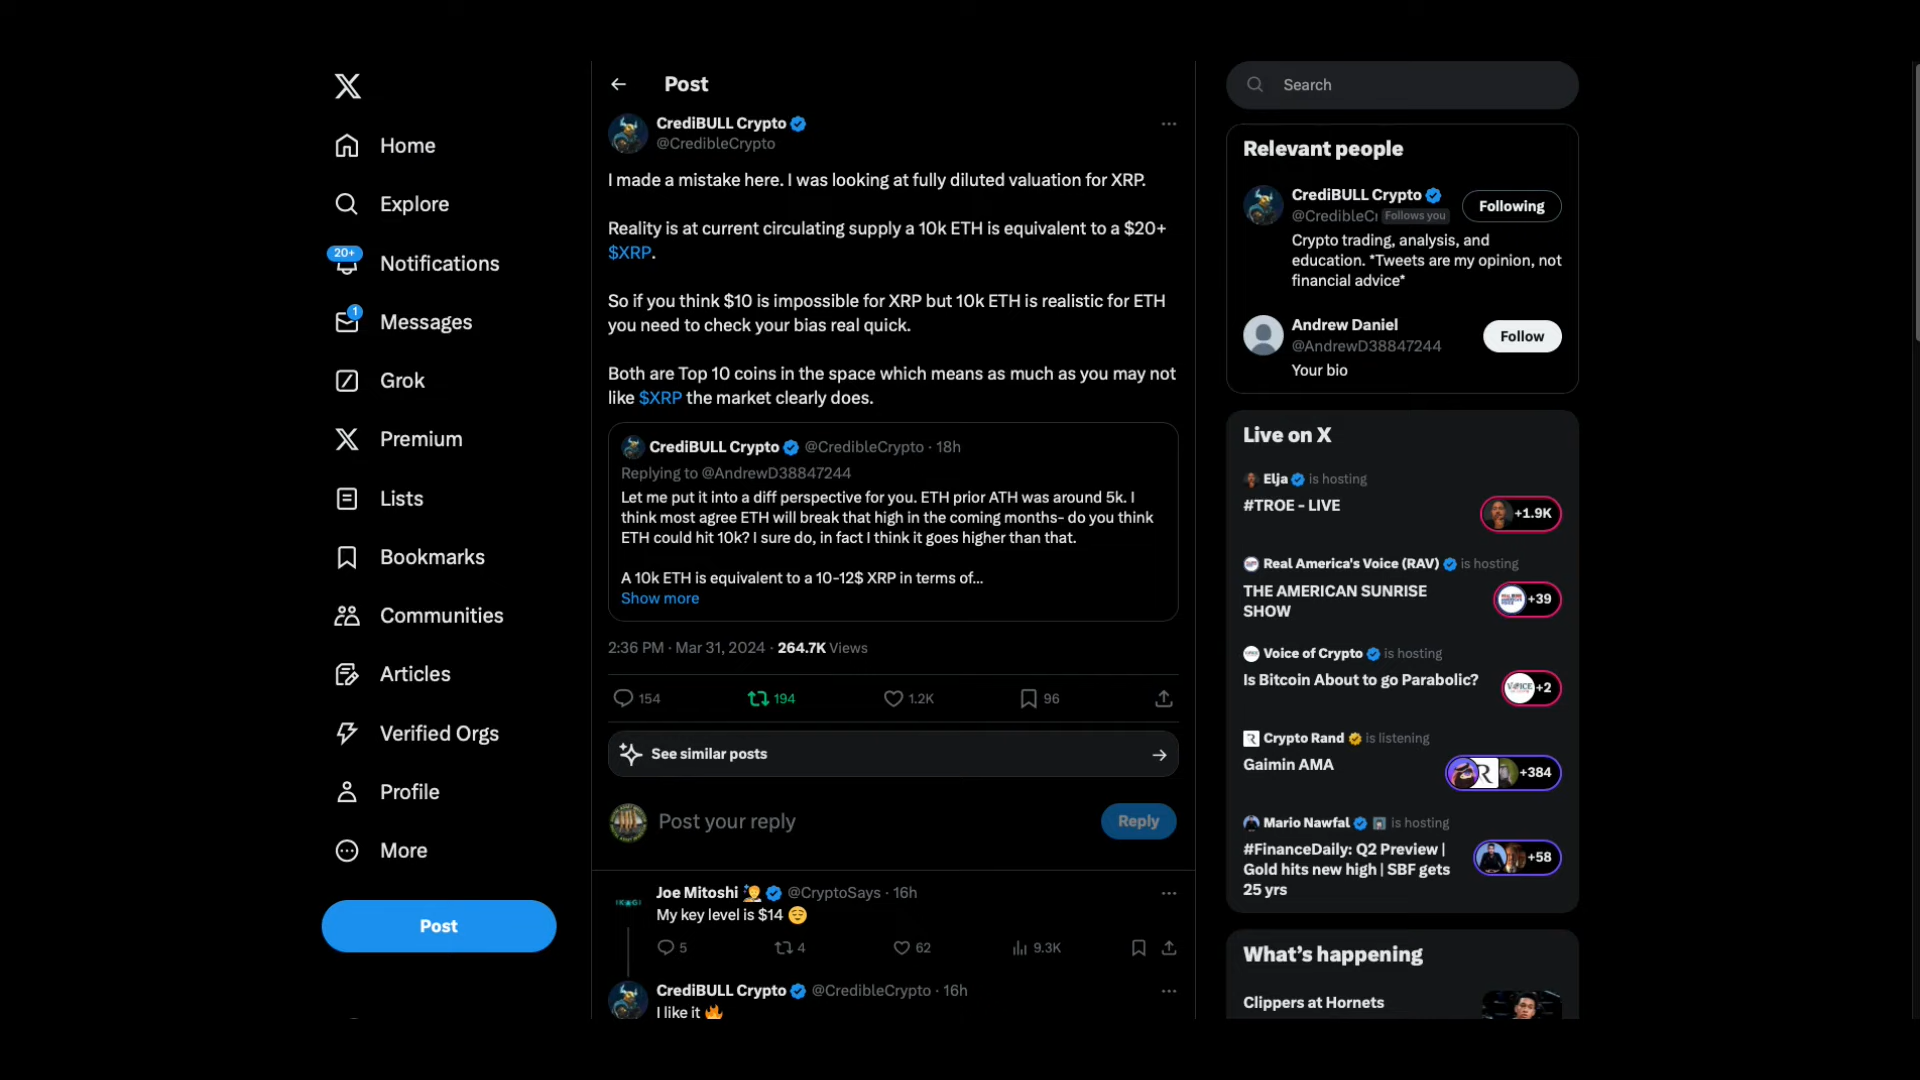 Home
Explore
20+
Notifications
1
Messages
Grok
Premium
Lists
Bookmarks
Communities
Articles
Verified Orgs
Profile
More
Post
Post
CrediBULL Crypto
@CredibleCrypto
I made a mistake here. I was looking at fully diluted valuation for XRP.
Reality is at current circulating supply a 10k ETH is equivalent to a $20+
$XRP.
So if you think $10 is impossible for XRP but 10k ETH is realistic for ETH
you need to check your bias real quick.
Both are Top 10 coins in the space which means as much as you may not
like $XRP the market clearly does.
CrediBULL Crypto @CredibleCrypto · 18h
Replying to @AndrewD38847244
Let me put it into a diff perspective for you. ETH prior ATH was around 5k. I
think most agree ETH will break that high in the coming months- do you think
ETH could hit 10k? I sure do, in fact I think it goes higher than that.
A 10k ETH is equivalent to a 10-12$ XRP in terms of...
Show more
2:36 PM · Mar 31, 2024 · 264.7K Views
154 194 1.2K 96
See similar posts
Post your reply
Reply
Joe Mitoshi @CryptoSays · 16h
My key level is $14 😌
5 4 62 9.3K
CrediBULL Crypto @CredibleCrypto · 16h
I like it 🔥
Search
Relevant people
CrediBULL Crypto
@CredibleCr Follows you
Following
Crypto trading, analysis, and
education. *Tweets are my opinion, not
financial advice*
Andrew Daniel
@AndrewD38847244
Follow
Your bio
Live on X
Elja is hosting
#TROE - LIVE
+1.9K
Real America's Voice (RAV) is hosting
THE AMERICAN SUNRISE
SHOW
+39
Voice of Crypto is hosting
Is Bitcoin About to go Parabolic?
VOICE
+2
Crypto Rand is listening
Gaimin AMA
+384
Mario Nawfal is hosting
#FinanceDaily: Q2 Preview |
Gold hits new high | SBF gets
25 yrs
+58
What's happening
Clippers at Hornets